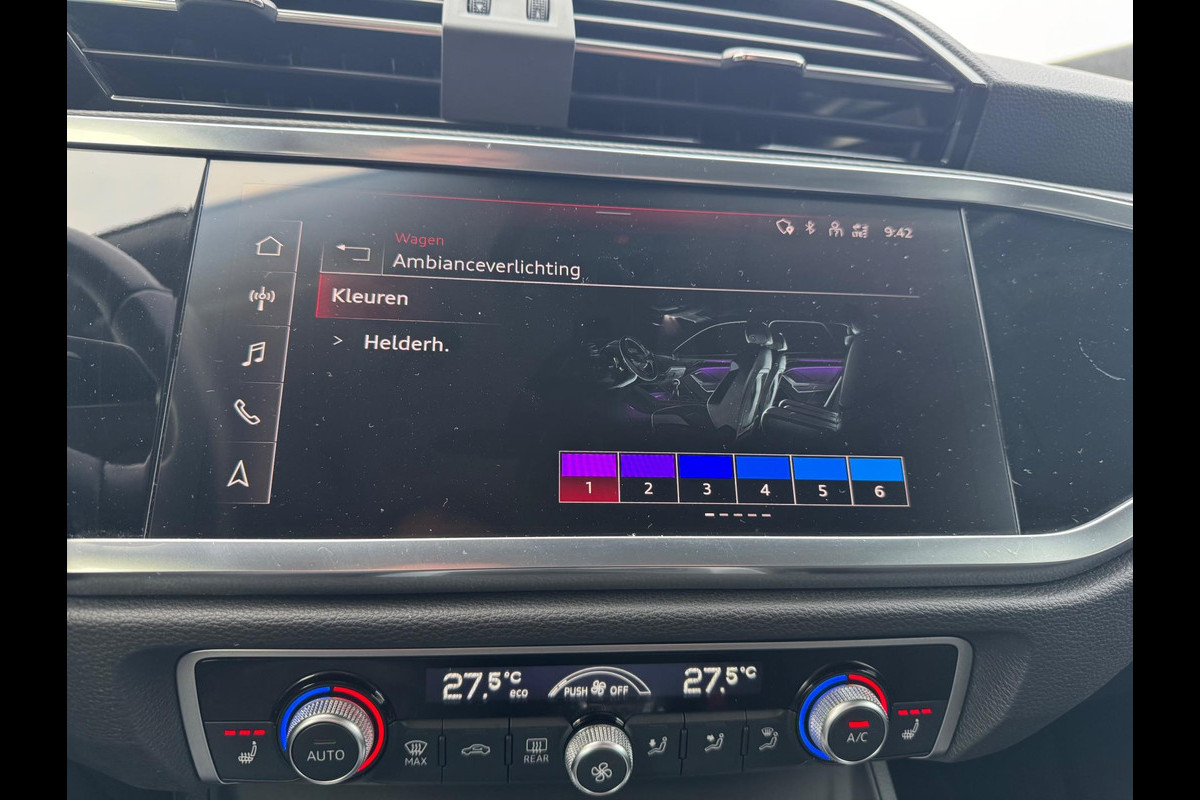 Wagen
9:42
Ambianceverlichting
Kleuren
> Helderh.
1 2 3 4 5 6
27.5°C eco
PUSH OFF
27.5°C
AUTO
MAX
REAR
A/C